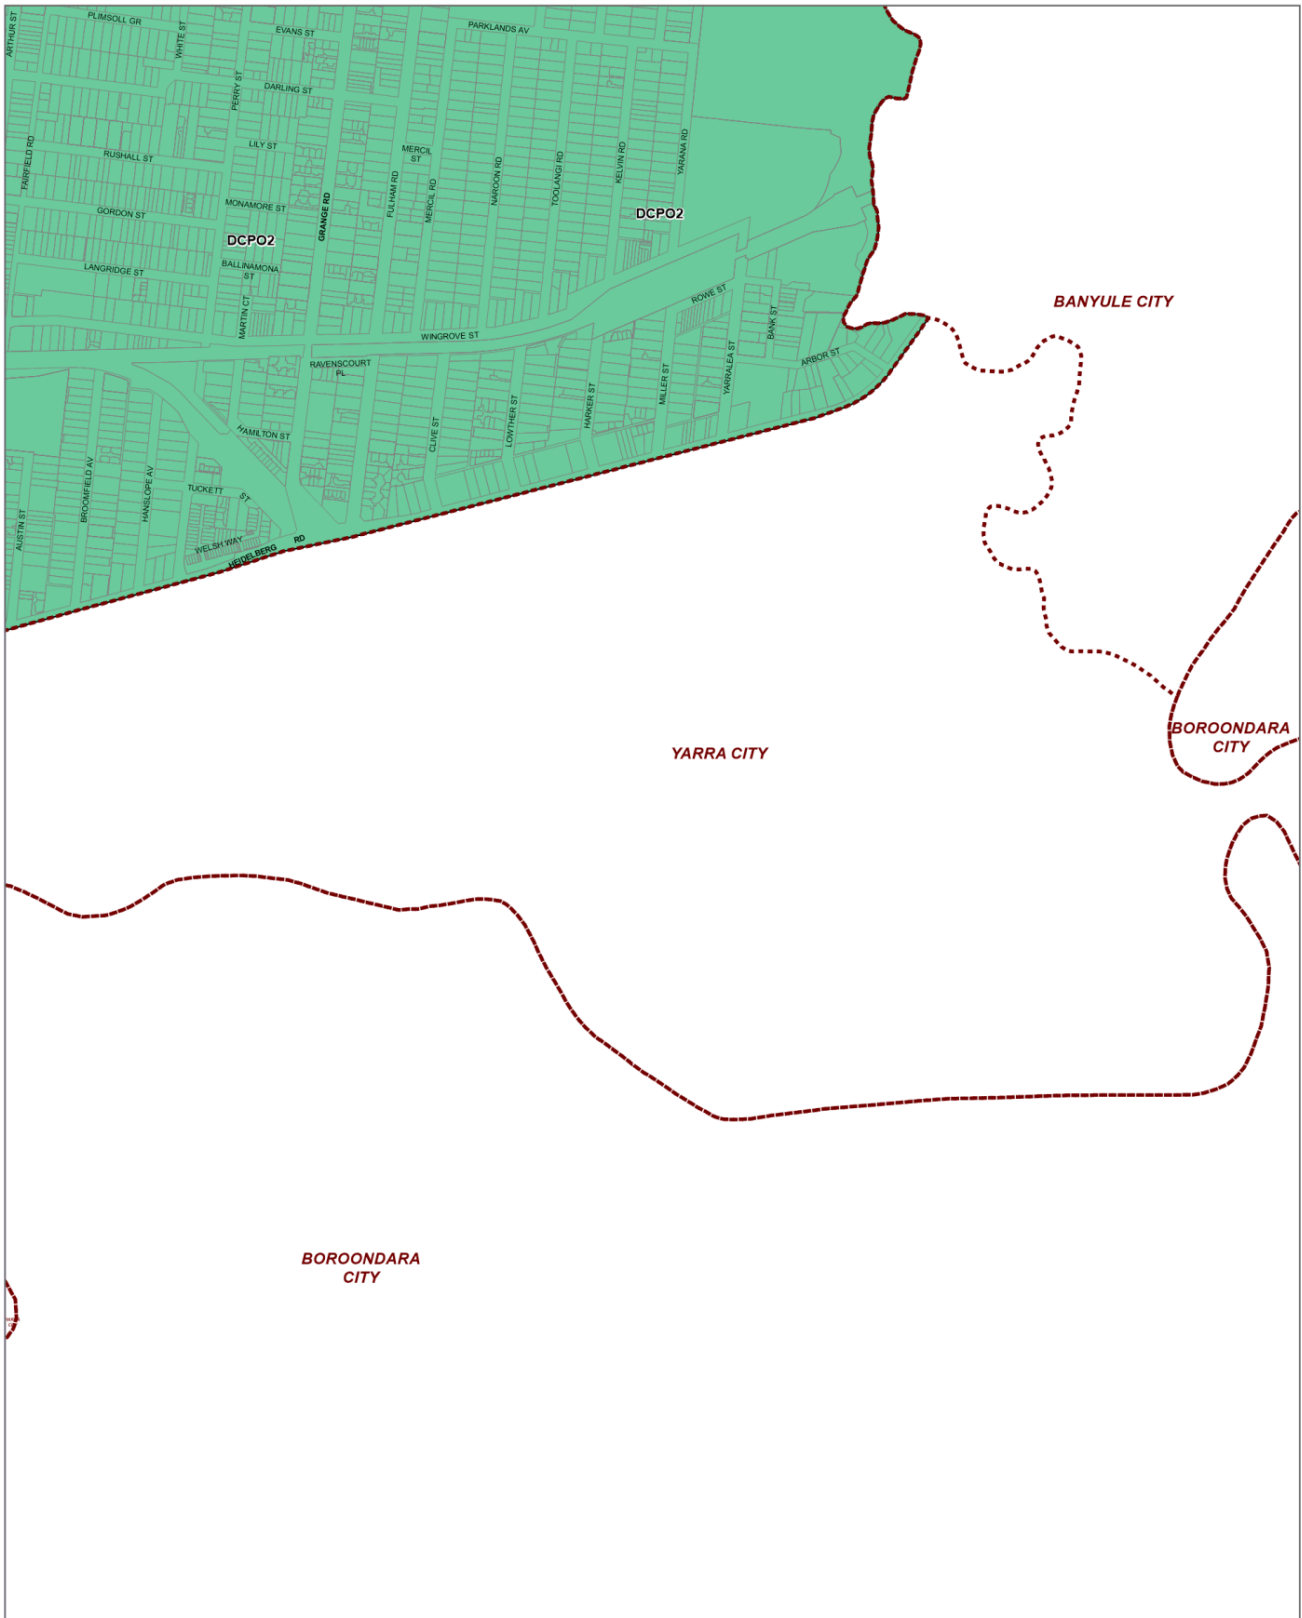 ARTHUR ST
PLIMSOLL GR
WHITE ST
EVANS ST
PARKLANDS AV
PERRY ST
DARLING ST
FAIRFIELD RD
RUSHALL ST
LILY ST
MERCIL
ST
NAROON RD
TOOLANGI RD
KELVIN RD
YARANA RD
GORDON ST
MONAMORE ST
GRANGE RD
FULHAM RD
MERCIL RD
DCPO2
DCPO2
LANGRIDGE ST
BALLINAMONA
ST
MARTIN CT
ROWE ST
BANK ST
BANYULE CITY
WINGROVE ST
RAVENSCOURT
PL
ARBOR ST
YARRALEA ST
MILLER ST
HARKER ST
LOWTHER ST
CLIVE ST
HAMILTON ST
BROOMFIELD AV
HANSLOPE AV
TUCKETT
ST
AUSTIN ST
WELSH WAY
HEIDELBERG
RD
BOROONDARA
CITY
YARRA CITY
BOROONDARA
CITY